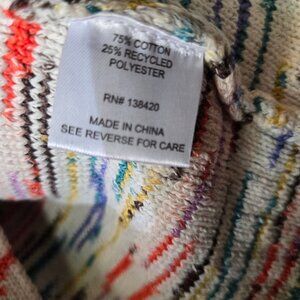 75% COTTON
25% RECYCLED
POLYESTER
RN# 138420
MADE IN CHINA
SEE REVERSE FOR CARE